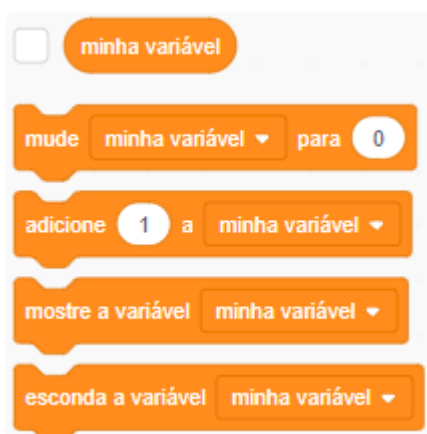 minha variável
mude minha variável para 0
adicione 1 a minha variável
mostre a variável minha variável
esconda a variável minha variável